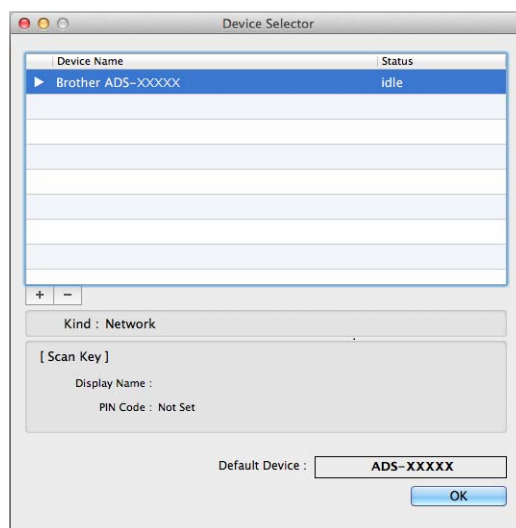 Device Selector
Device Name Status
Brother ADS-XXXXX idle
+ −
Kind : Network
[ Scan Key ]
Display Name :
PIN Code : Not Set
Default Device : ADS-XXXXX
OK